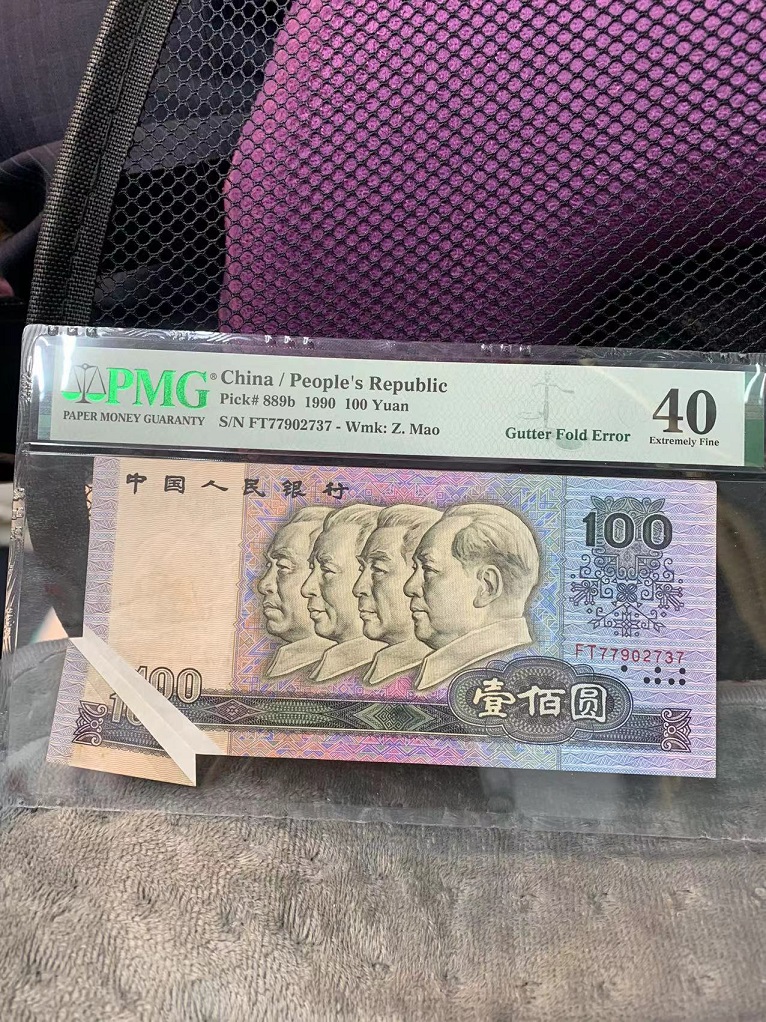 PMG®
PAPER MONEY GUARANTY
China / People's Republic
Pick# 889b 1990 100 Yuan
S/N FT77902737 - Wmk: Z. Mao
Gutter Fold Error
40
Extremely Fine
中国人民银行
100
FT77902737
100
壹佰圆